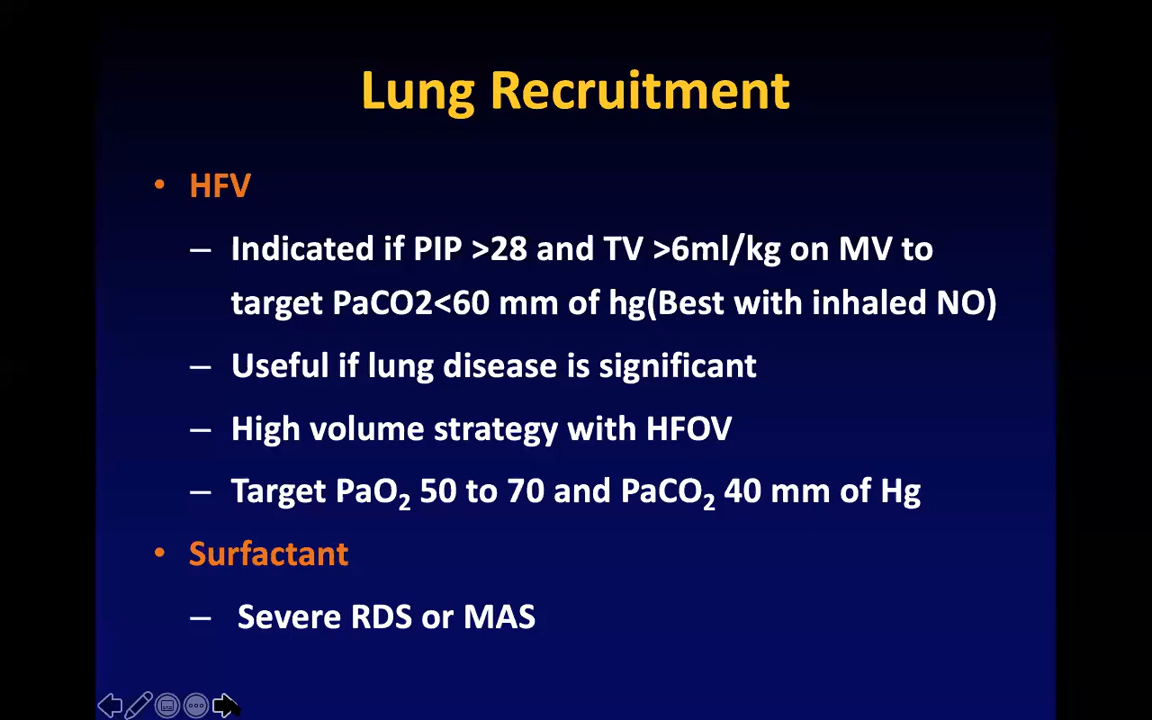 Lung Recruitment
• HFV
– Indicated if PIP >28 and TV >6ml/kg on MV to
target PaCO2<60 mm of hg(Best with inhaled NO)
– Useful if lung disease is significant
– High volume strategy with HFOV
– Target PaO₂ 50 to 70 and PaCO₂ 40 mm of Hg
• Surfactant
– Severe RDS or MAS